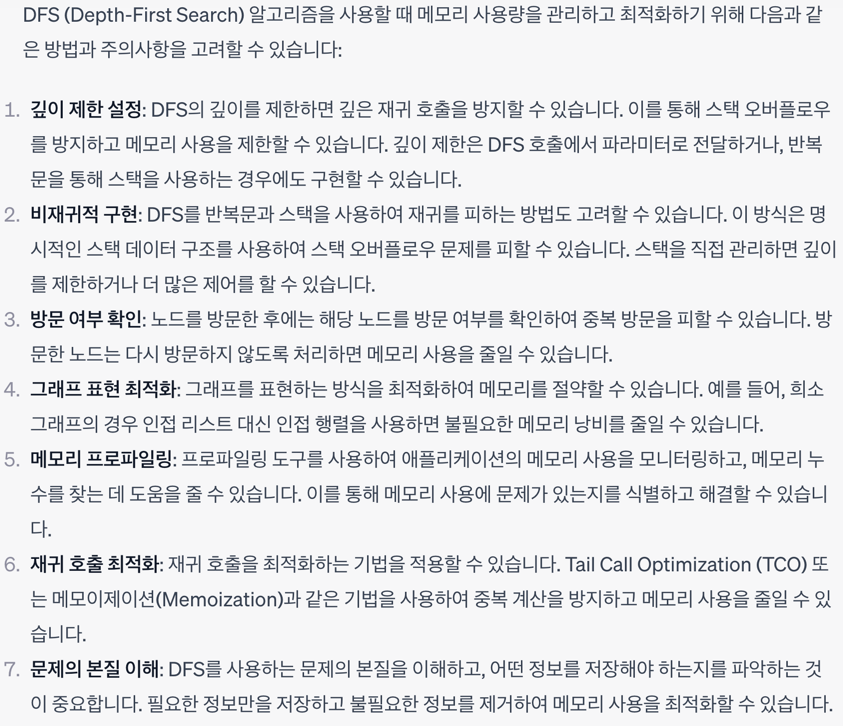 DFS (Depth-First Search) 알고리즘을 사용할 때 메모리 사용량을 관리하고 최적화하기 위해 다음과 같
은 방법과 주의사항을 고려할 수 있습니다:
1. 깊이 제한 설정: DFS의 깊이를 제한하면 깊은 재귀 호출을 방지할 수 있습니다. 이를 통해 스택 오버플로우
를 방지하고 메모리 사용을 제한할 수 있습니다. 깊이 제한은 DFS 호출에서 파라미터로 전달하거나, 반복
문을 통해 스택을 사용하는 경우에도 구현할 수 있습니다.
2. 비재귀적 구현: DFS를 반복문과 스택을 사용하여 재귀를 피하는 방법도 고려할 수 있습니다. 이 방식은 명
시적인 스택 데이터 구조를 사용하여 스택 오버플로우 문제를 피할 수 있습니다. 스택을 직접 관리하면 깊이
를 제한하거나 더 많은 제어를 할 수 있습니다.
3. 방문 여부 확인: 노드를 방문한 후에는 해당 노드를 방문 여부를 확인하여 중복 방문을 피할 수 있습니다. 방
문한 노드는 다시 방문하지 않도록 처리하면 메모리 사용을 줄일 수 있습니다.
4. 그래프 표현 최적화: 그래프를 표현하는 방식을 최적화하여 메모리를 절약할 수 있습니다. 예를 들어, 희소
그래프의 경우 인접 리스트 대신 인접 행렬을 사용하면 불필요한 메모리 낭비를 줄일 수 있습니다.
5. 메모리 프로파일링: 프로파일링 도구를 사용하여 애플리케이션의 메모리 사용을 모니터링하고, 메모리 누
수를 찾는 데 도움을 줄 수 있습니다. 이를 통해 메모리 사용에 문제가 있는지를 식별하고 해결할 수 있습니
다.
6. 재귀 호출 최적화: 재귀 호출을 최적화하는 기법을 적용할 수 있습니다. Tail Call Optimization (TCO) 또
는 메모이제이션(Memoization)과 같은 기법을 사용하여 중복 계산을 방지하고 메모리 사용을 줄일 수 있
습니다.
7. 문제의 본질 이해: DFS를 사용하는 문제의 본질을 이해하고, 어떤 정보를 저장해야 하는지를 파악하는 것
이 중요합니다. 필요한 정보만을 저장하고 불필요한 정보를 제거하여 메모리 사용을 최적화할 수 있습니다.